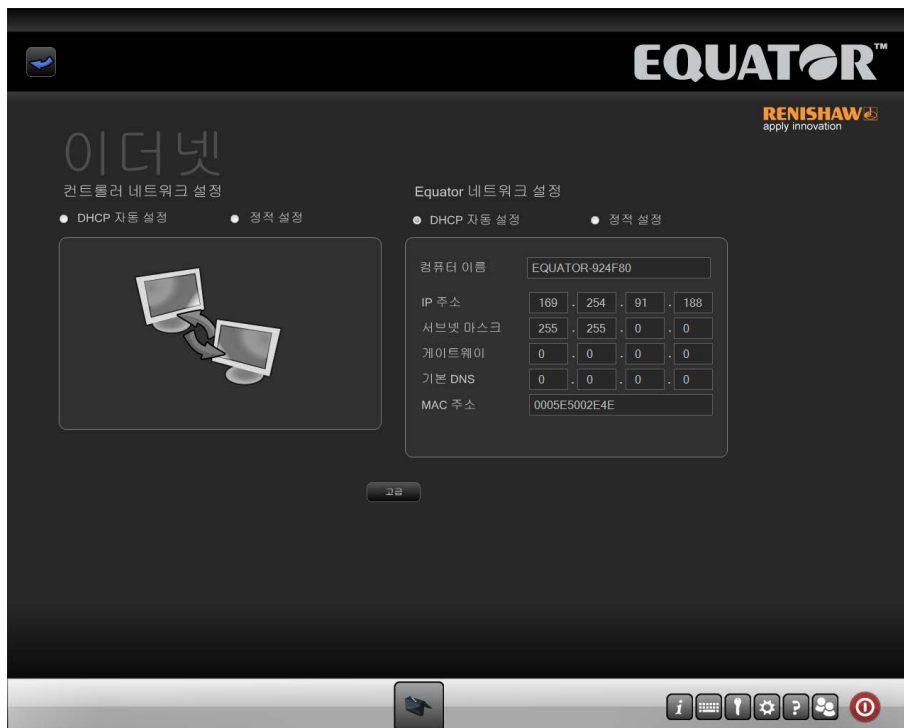 EQUATOR™
RENISHAW
apply innovation
이더넷
컨트롤러 네트워크 설정
DHCP 자동 설정
정적 설정
Equator 네트워크 설정
DHCP 자동 설정
정적 설정
컴퓨터 이름 EQUATOR-924F80
IP 주소 169 . 254 . 91 . 188
서브넷 마스크 255 . 255 . 0 . 0
게이트웨이 0 . 0 . 0 . 0
기본 DNS 0 . 0 . 0 . 0
MAC 주소 0005E5002E4E
고급